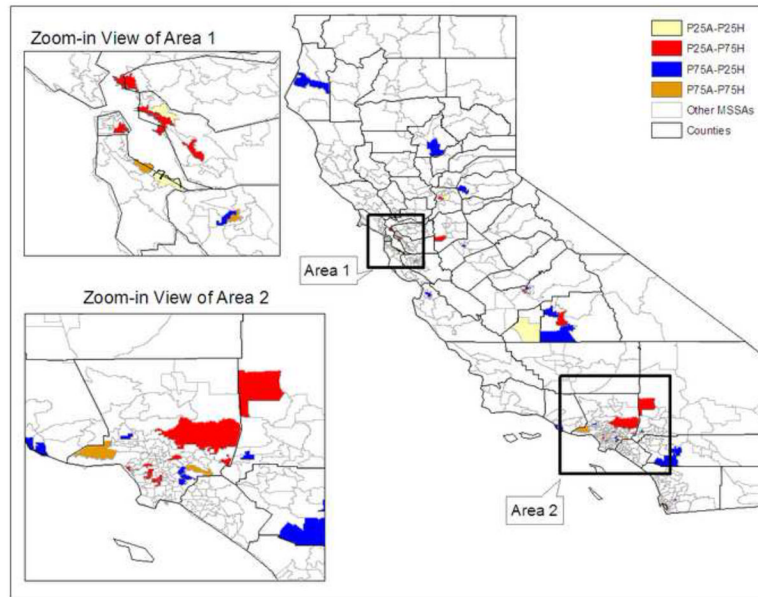 Zoom-in View of Area 1
P25A-P25H
P25A-P75H
P75A-P25H
P75A-P75H
Other MSSAs
Counties
Area 1
Zoom-in View of Area 2
Area 2